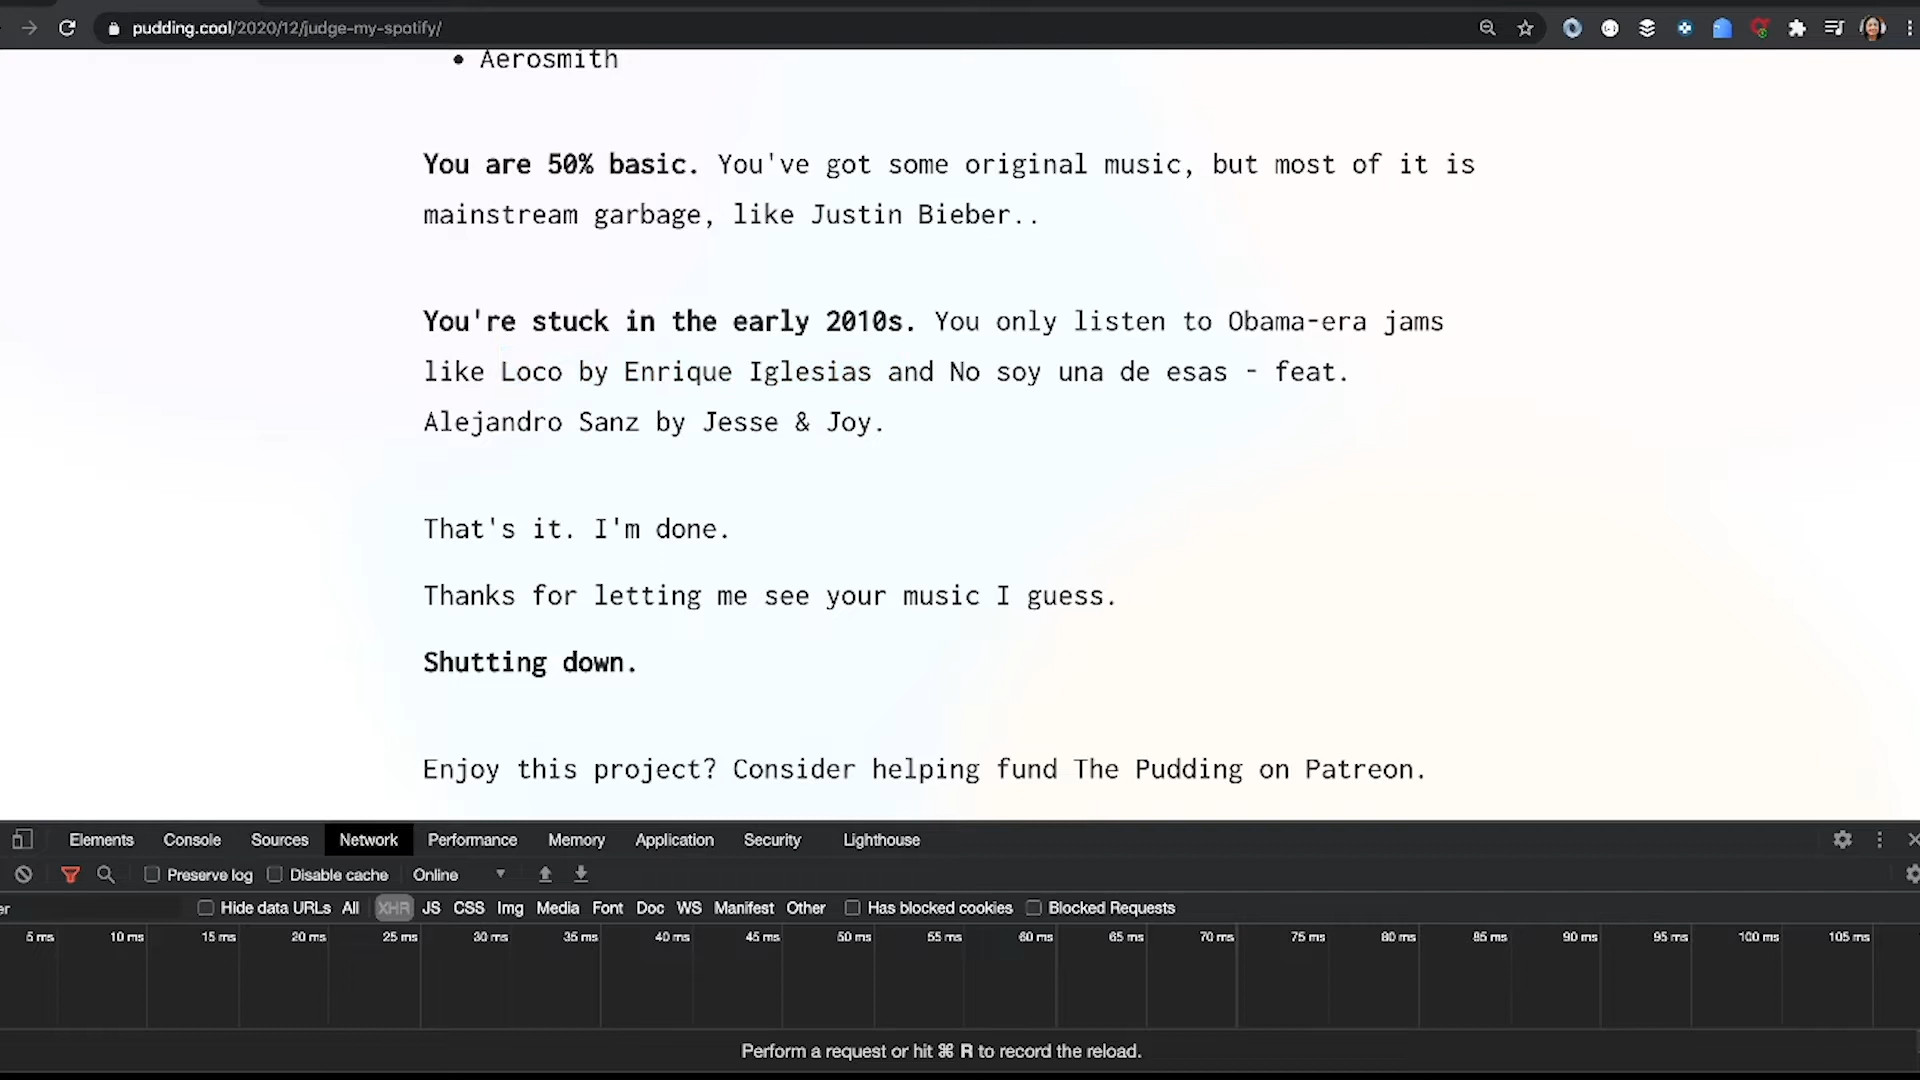 pudding.cool/2020/12/judge-my-spotify/
• Aerosmith
You are 50% basic. You've got some original music, but most of it is
mainstream garbage, like Justin Bieber..
You're stuck in the early 2010s. You only listen to Obama-era jams
like Loco by Enrique Iglesias and No soy una de esas - feat.
Alejandro Sanz by Jesse & Joy.
That's it. I'm done.
Thanks for letting me see your music I guess.
Shutting down.
Enjoy this project? Consider helping fund The Pudding on Patreon.
Elements Console Sources Network Performance Memory Application Security Lighthouse
Preserve log Disable cache Online
er Hide data URLs All XHR JS CSS Img Media Font Doc WS Manifest Other Has blocked cookies Blocked Requests
5 ms 10 ms 15 ms 20 ms 25 ms 30 ms 35 ms 40 ms 45 ms 50 ms 55 ms 60 ms 65 ms 70 ms 75 ms 80 ms 85 ms 90 ms 95 ms 100 ms 105 ms
Perform a request or hit ⌘ R to record the reload.